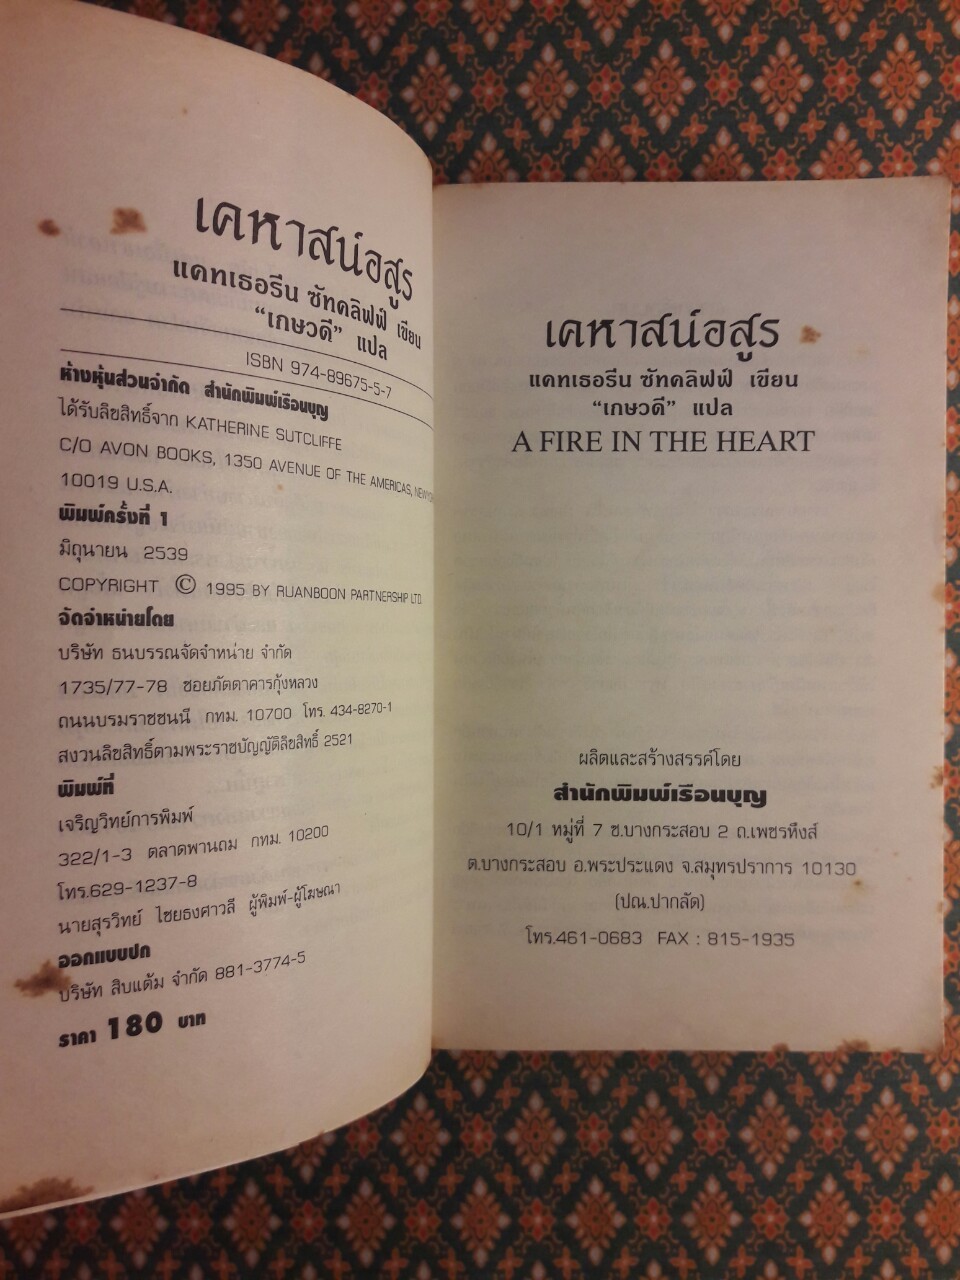 เคหาสน์อสูร
แคทเธอรีน ซัทคลิฟฟ์ เขียน
“เกษวดี” แปล
ISBN 974-89675-5-7
ห้างหุ้นส่วนจำกัด สำนักพิมพ์เรือนบุญ
ได้รับลิขสิทธิ์จาก KATHERINE SUTCLIFFE
C/O AVON BOOKS, 1350 AVENUE OF THE AMERICAS,
10019 U.S.A.
พิมพ์ครั้งที่ 1
มิถุนายน 2539
COPYRIGHT © 1995 BY RUANBOON PARTNERSHIP LTD.
จัดจำหน่ายโดย
บริษัท ธนบรรณจัดจำหน่าย จำกัด
1735/77-78 ซอยภัตตาคารกุ้งหลวง
ถนนบรมราชชนนี กทม. 10700 โทร. 434-8270-1
สงวนลิขสิทธิ์ตามพระราชบัญญัติลิขสิทธิ์ 2521
พิมพ์ที่
เจริญวิทย์การพิมพ์
322/1-3 ตลาดพานถม กทม. 10200
โทร.629-1237-8
นายสุรวิทย์ ไชยธงศาวลี ผู้พิมพ์-ผู้โฆษณา
ออกแบบปก
บริษัท สิบแต้ม จำกัด 881-3774-5
ราคา 180 บาท
เคหาสน์อสูร
แคทเธอรีน ซัทคลิฟฟ์ เขียน
“เกษวดี” แปล
A FIRE IN THE HEART
ผลิตและสร้างสรรค์โดย
สำนักพิมพ์เรือนบุญ
10/1 หมู่ที่ 7 ซ.บางกระสอบ 2 ถ.เพชรหึงส์
ต.บางกระสอบ อ.พระประแดง จ.สมุทรปราการ 10130
(ปณ.ปากลัด)
โทร.461-0683 FAX : 815-1935